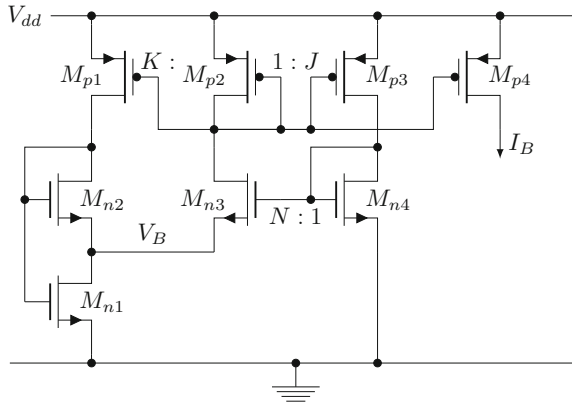 V_dd
K : 1 : J
M_p1 M_p2 M_p3 M_p4
I_B
M_n2 M_n3 N : 1 M_n4
V_B
M_n1